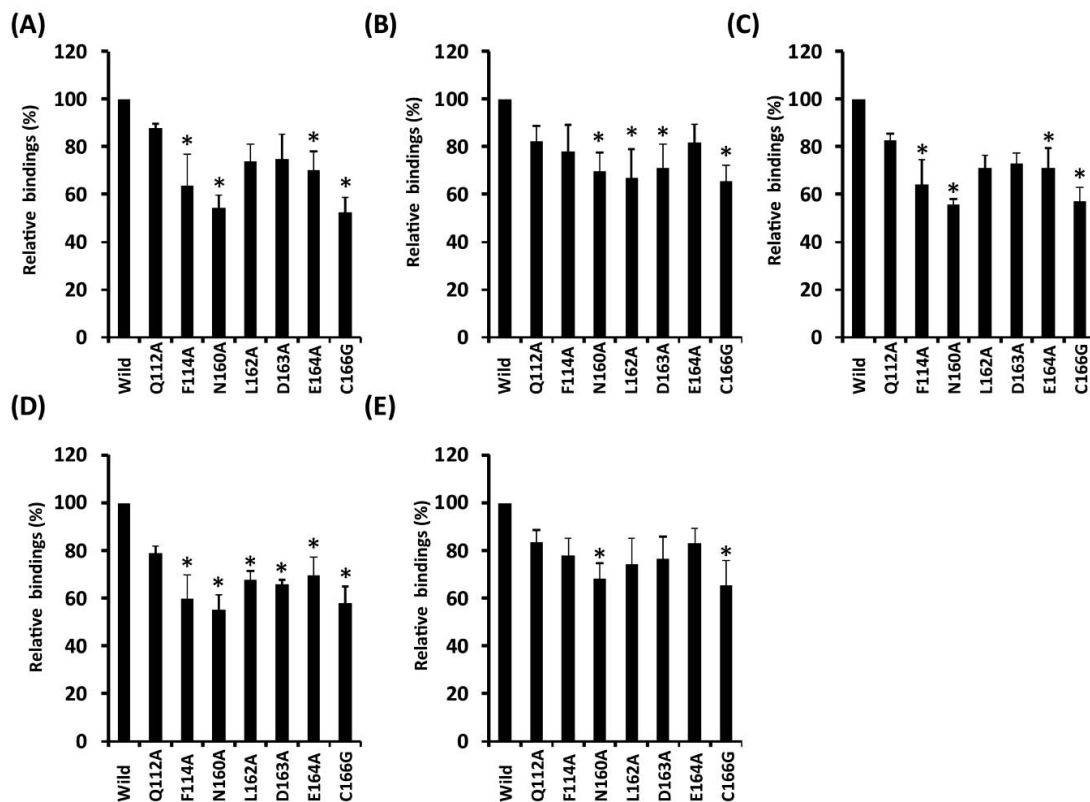 (A)
Relative bindings (%)
120
100
80
60
40
20
0
* * * *
Wild
Q112A
F114A
N160A
L162A
D163A
E164A
C166G
(B)
Relative bindings (%)
120
100
80
60
40
20
0
* * * *
Wild
Q112A
F114A
N160A
L162A
D163A
E164A
C166G
(C)
Relative bindings (%)
120
100
80
60
40
20
0
* * * *
Wild
Q112A
F114A
N160A
L162A
D163A
E164A
C166G
(D)
Relative bindings (%)
120
100
80
60
40
20
0
* * * * * *
Wild
Q112A
F114A
N160A
L162A
D163A
E164A
C166G
(E)
Relative bindings (%)
120
100
80
60
40
20
0
* *
Wild
Q112A
F114A
N160A
L162A
D163A
E164A
C166G